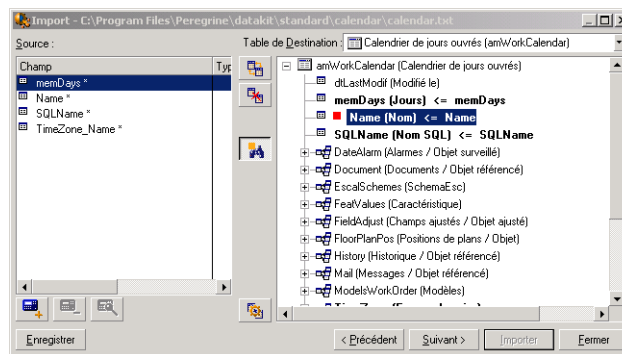 Import - C:\Program Files\Peregrine\datakit\standard\calendar\calendar.txt
Source :
Table de Destination : Calendrier de jours ouvrés (amWorkCalendar)
Champ Typ
memDays *
Name *
SQLName *
TimeZone_Name *
amWorkCalendar (Calendrier de jours ouvrés)
dtLastModif (Modifié le)
memDays (Jours) <= memDays
Name (Nom) <= Name
SQLName (Nom SQL) <= SQLName
DateAlarm (Alarmes / Objet surveillé)
Document (Documents / Objet référencé)
EscalSchemes (SchemaEsc)
FeatValues (Caractéristique)
FieldAdjust (Champs ajustés / Objet ajusté)
FloorPlanPos (Positions de plans / Objet)
History (Historique / Objet référencé)
Mail (Messages / Objet référencé)
ModelsWorkOrder (Modèles)
Enregistrer
< Précédent
Suivant >
Importer
Fermer